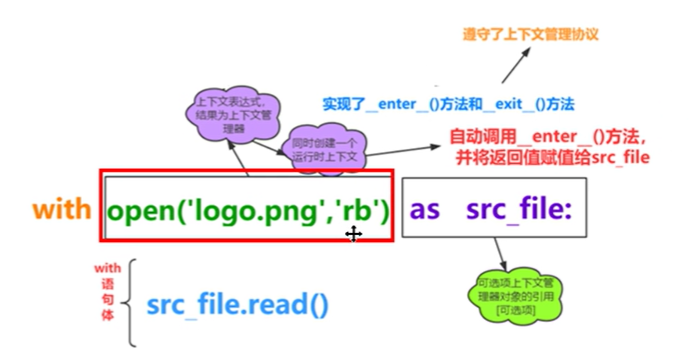 遵守了上下文管理协议
上下文表达式,
结果为上下文管
理器
实现了__enter__()方法和__exit__()方法
同时创建一个
运行时上下文
自动调用__enter__()方法,
并将返回值赋值给src_file
with open('logo.png','rb') as src_file:
with
语
句
体
src_file.read()
可选项上下文管
理器对象的引用
[可选项]